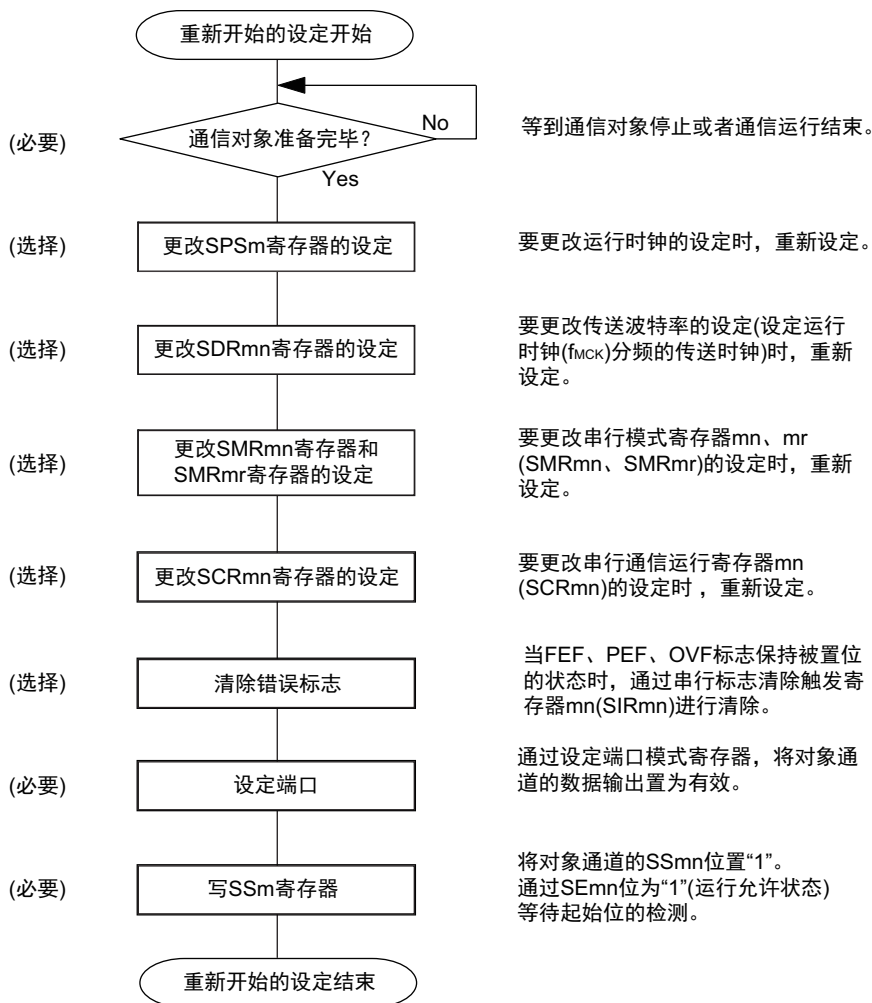 重新开始的设定开始
(必要)
通信对象准备完毕？
No
Yes
等到通信对象停止或者通信运行结束。
(选择)
更改SPSm寄存器的设定
要更改运行时钟的设定时，重新设定。
(选择)
更改SDRmn寄存器的设定
要更改传送波特率的设定(设定运行
时钟(fMCK)分频的传送时钟)时，重新
设定。
(选择)
更改SMRmn寄存器和
SMRmr寄存器的设定
要更改串行模式寄存器mn、mr
(SMRmn、SMRmr)的设定时，重新
设定。
(选择)
更改SCRmn寄存器的设定
要更改串行通信运行寄存器mn
(SCRmn)的设定时，重新设定。
(选择)
清除错误标志
当FEF、PEF、OVF标志保持被置位
的状态时，通过串行标志清除触发寄
存器mn(SIRmn)进行清除。
(必要)
设定端口
通过设定端口模式寄存器，将对象通
道的数据输出置为有效。
(必要)
写SSm寄存器
将对象通道的SSmn位置“1”。
通过SEmn位为“1”(运行允许状态)
等待起始位的检测。
重新开始的设定结束